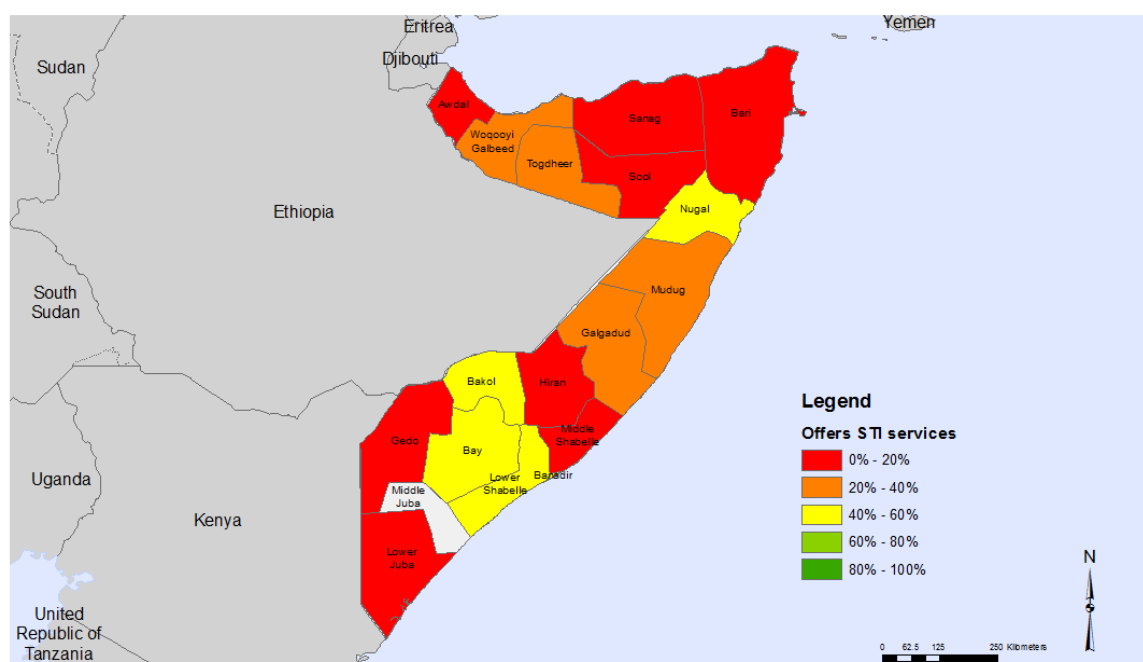 Eritrea
Yemen
Djibouti
Sudan
Awdal
Sanag
Bari
Woqooyi
Galbeed
Togdheer
Sool
Nugal
Ethiopia
South
Sudan
Mudug
Galgadud
Bakol
Hiran
Gedo
Bay
Middle
Shabelle
Lower
Shabelle
Banadir
Middle
Juba
Uganda
Kenya
Lower
Juba
United
Republic of
Tanzania
Legend
Offers STI services
0% - 20%
20% - 40%
40% - 60%
60% - 80%
80% - 100%
N
0 62.5 125 250 Kilometers